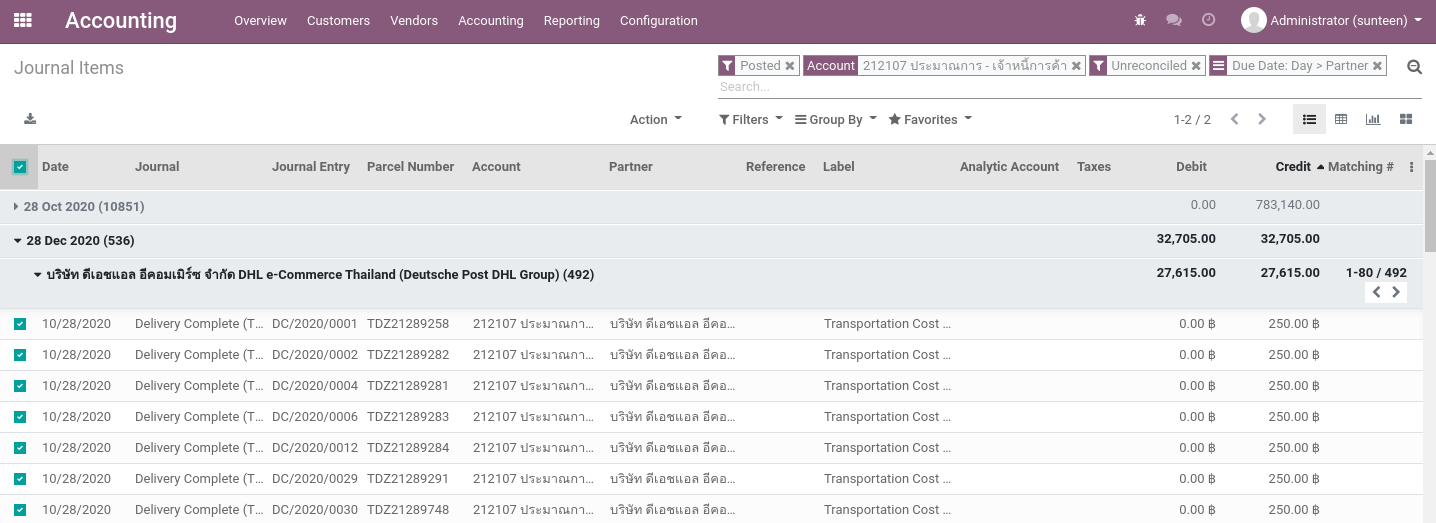 Accounting Overview Customers Vendors Accounting Reporting Configuration Administrator (sunteen)
Journal Items
Posted Account 212107 ประมาณการ - เจ้าหนี้การค้า Unreconciled Due Date: Day > Partner
Search...
Action Filters Group By Favorites 1-2 / 2
Date Journal Journal Entry Parcel Number Account Partner Reference Label Analytic Account Taxes Debit Credit Matching #
28 Oct 2020 (10851) 0.00 783,140.00
28 Dec 2020 (536) 32,705.00 32,705.00
บริษัท ดีเอชแอล อีคอมเมิร์ซ จำกัด DHL e-Commerce Thailand (Deutsche Post DHL Group) (492) 27,615.00 27,615.00 1-80 / 492
10/28/2020 Delivery Complete (T... DC/2020/0001 TDZ21289258 212107 ประมาณกา... บริษัท ดีเอชแอล อีคอ... Transportation Cost ... 0.00 ฿ 250.00 ฿
10/28/2020 Delivery Complete (T... DC/2020/0002 TDZ21289282 212107 ประมาณกา... บริษัท ดีเอชแอล อีคอ... Transportation Cost ... 0.00 ฿ 250.00 ฿
10/28/2020 Delivery Complete (T... DC/2020/0004 TDZ21289281 212107 ประมาณกา... บริษัท ดีเอชแอล อีคอ... Transportation Cost ... 0.00 ฿ 250.00 ฿
10/28/2020 Delivery Complete (T... DC/2020/0006 TDZ21289283 212107 ประมาณกา... บริษัท ดีเอชแอล อีคอ... Transportation Cost ... 0.00 ฿ 250.00 ฿
10/28/2020 Delivery Complete (T... DC/2020/0012 TDZ21289284 212107 ประมาณกา... บริษัท ดีเอชแอล อีคอ... Transportation Cost ... 0.00 ฿ 250.00 ฿
10/28/2020 Delivery Complete (T... DC/2020/0029 TDZ21289291 212107 ประมาณกา... บริษัท ดีเอชแอล อีคอ... Transportation Cost ... 0.00 ฿ 250.00 ฿
10/28/2020 Delivery Complete (T... DC/2020/0030 TDZ21289748 212107 ประมาณกา... บริษัท ดีเอชแอล อีคอ... Transportation Cost ... 0.00 ฿ 250.00 ฿